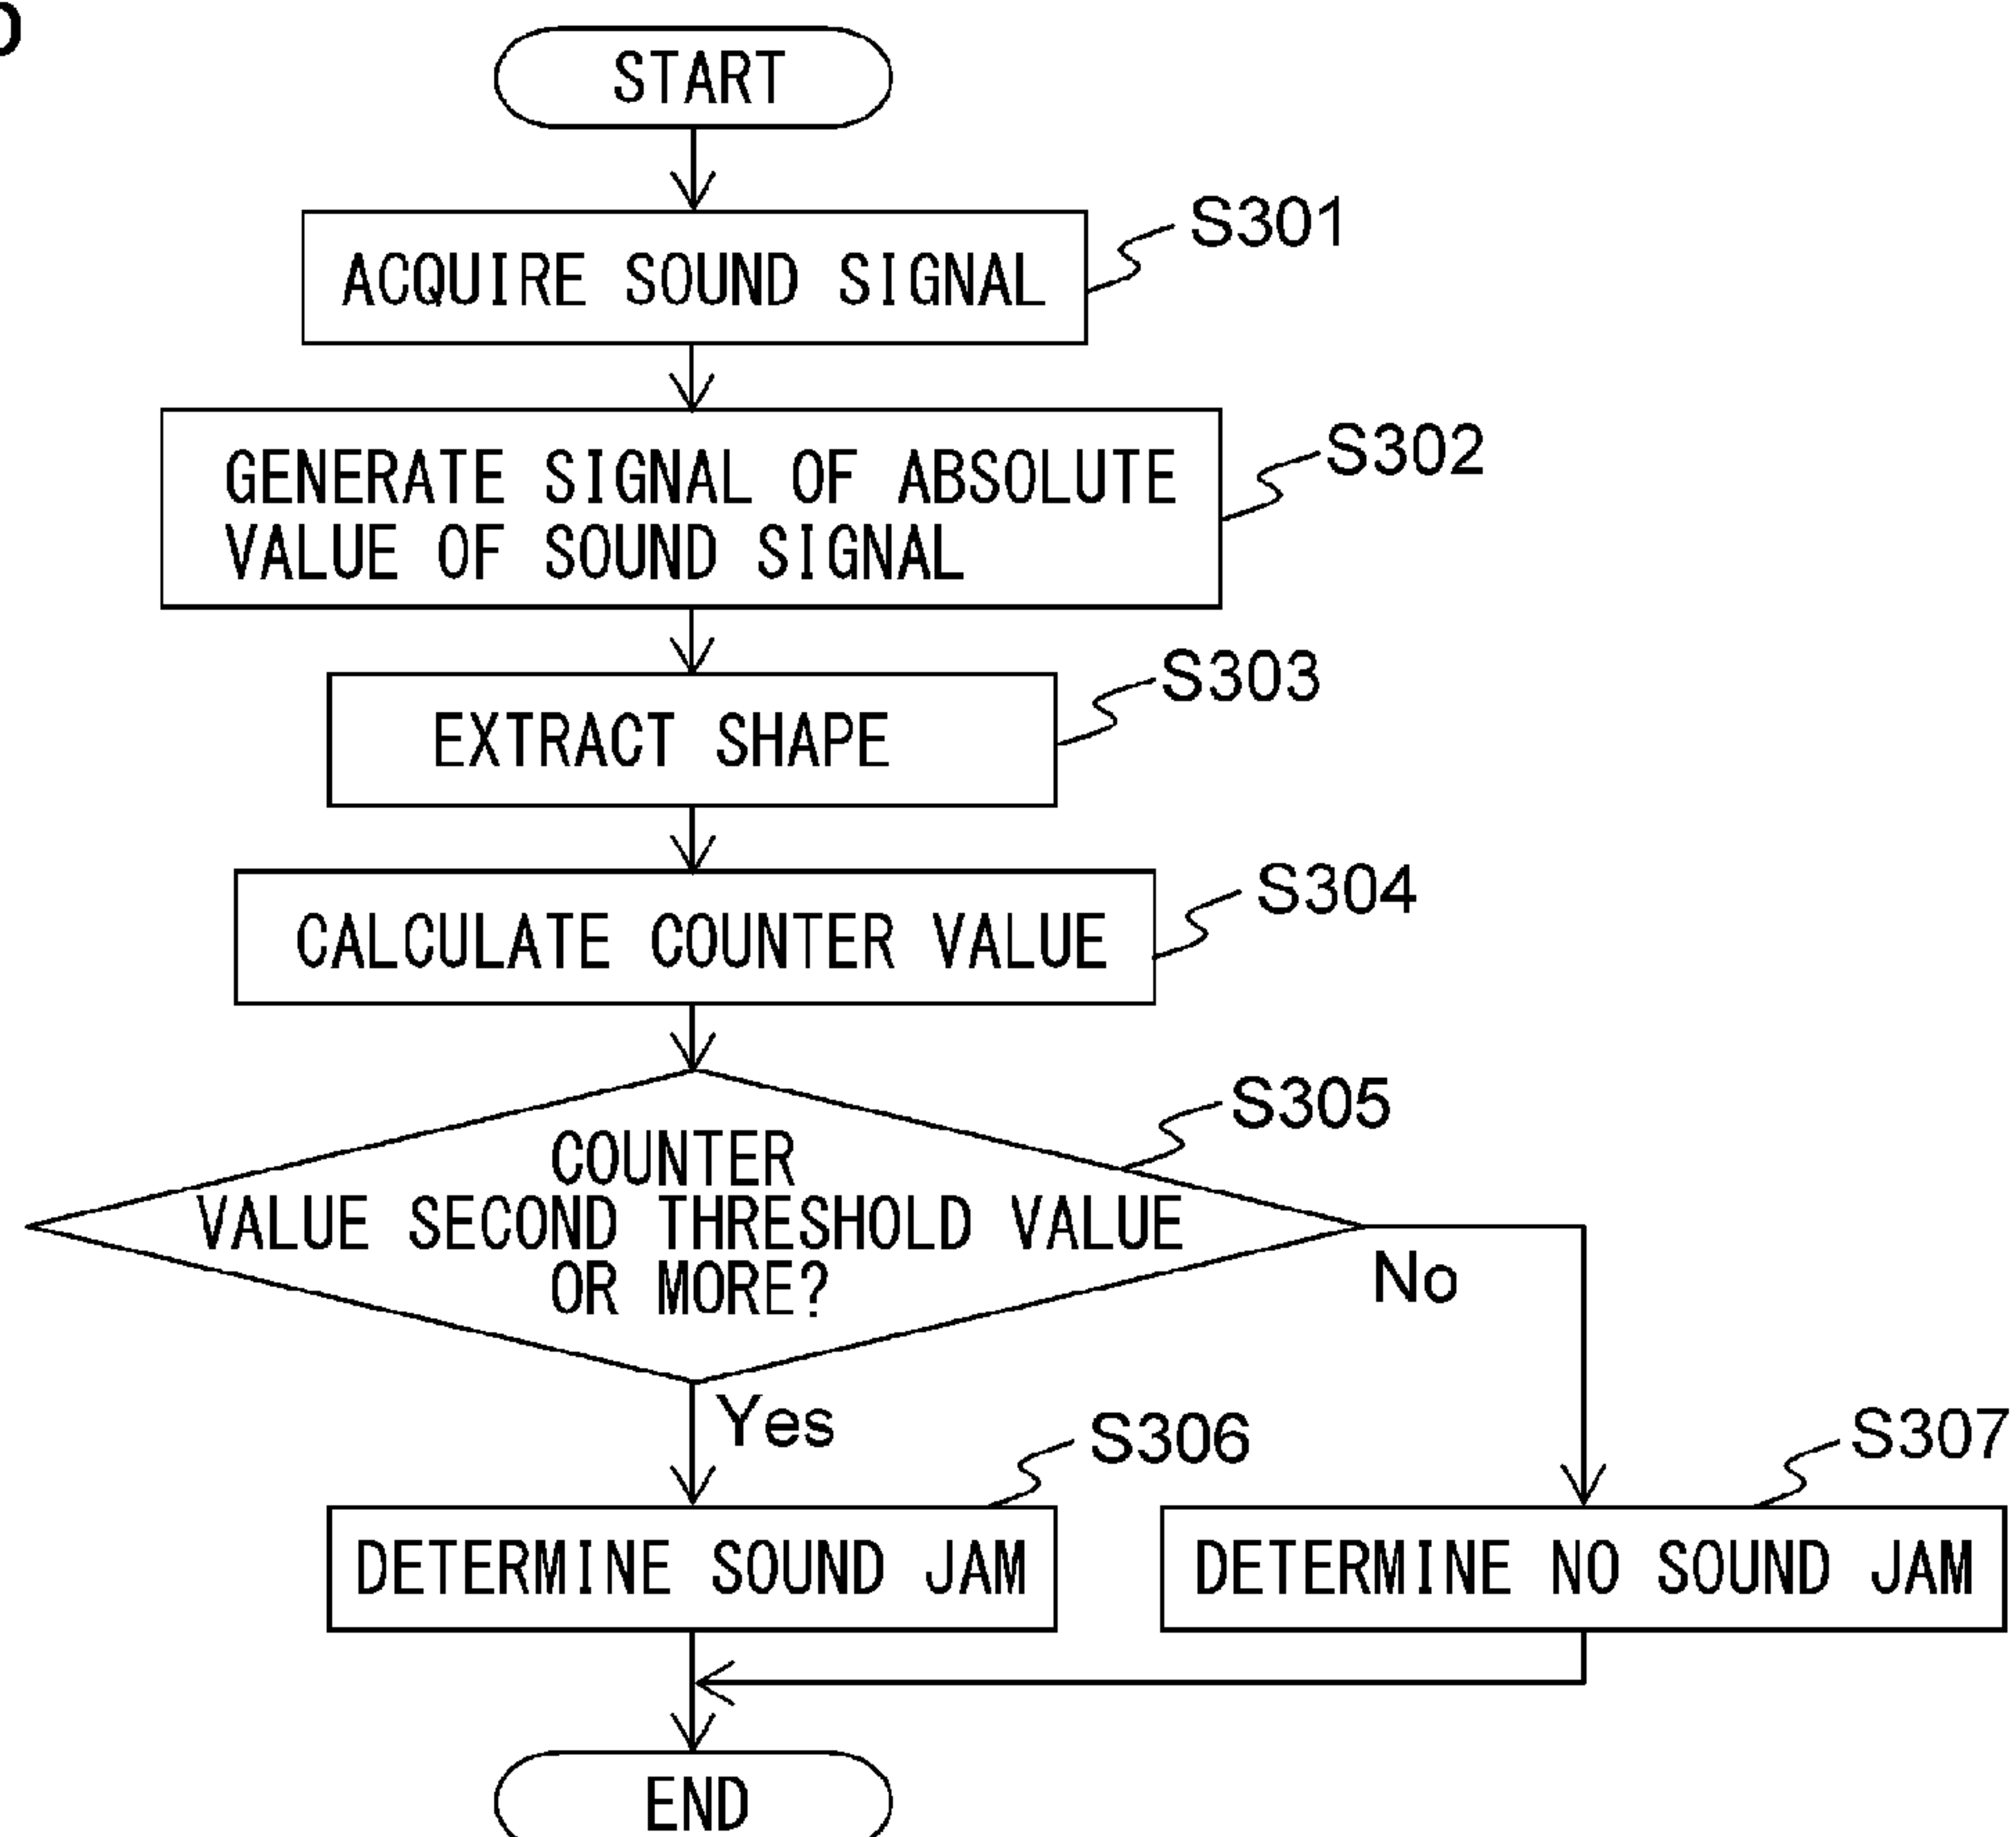 START
S301
ACQUIRE SOUND SIGNAL
S302
GENERATE SIGNAL OF ABSOLUTE
VALUE OF SOUND SIGNAL
S303
EXTRACT SHAPE
S304
CALCULATE COUNTER VALUE
S305
COUNTER
VALUE SECOND THRESHOLD VALUE
OR MORE?
No
Yes
S306
S307
DETERMINE SOUND JAM
DETERMINE NO SOUND JAM
END